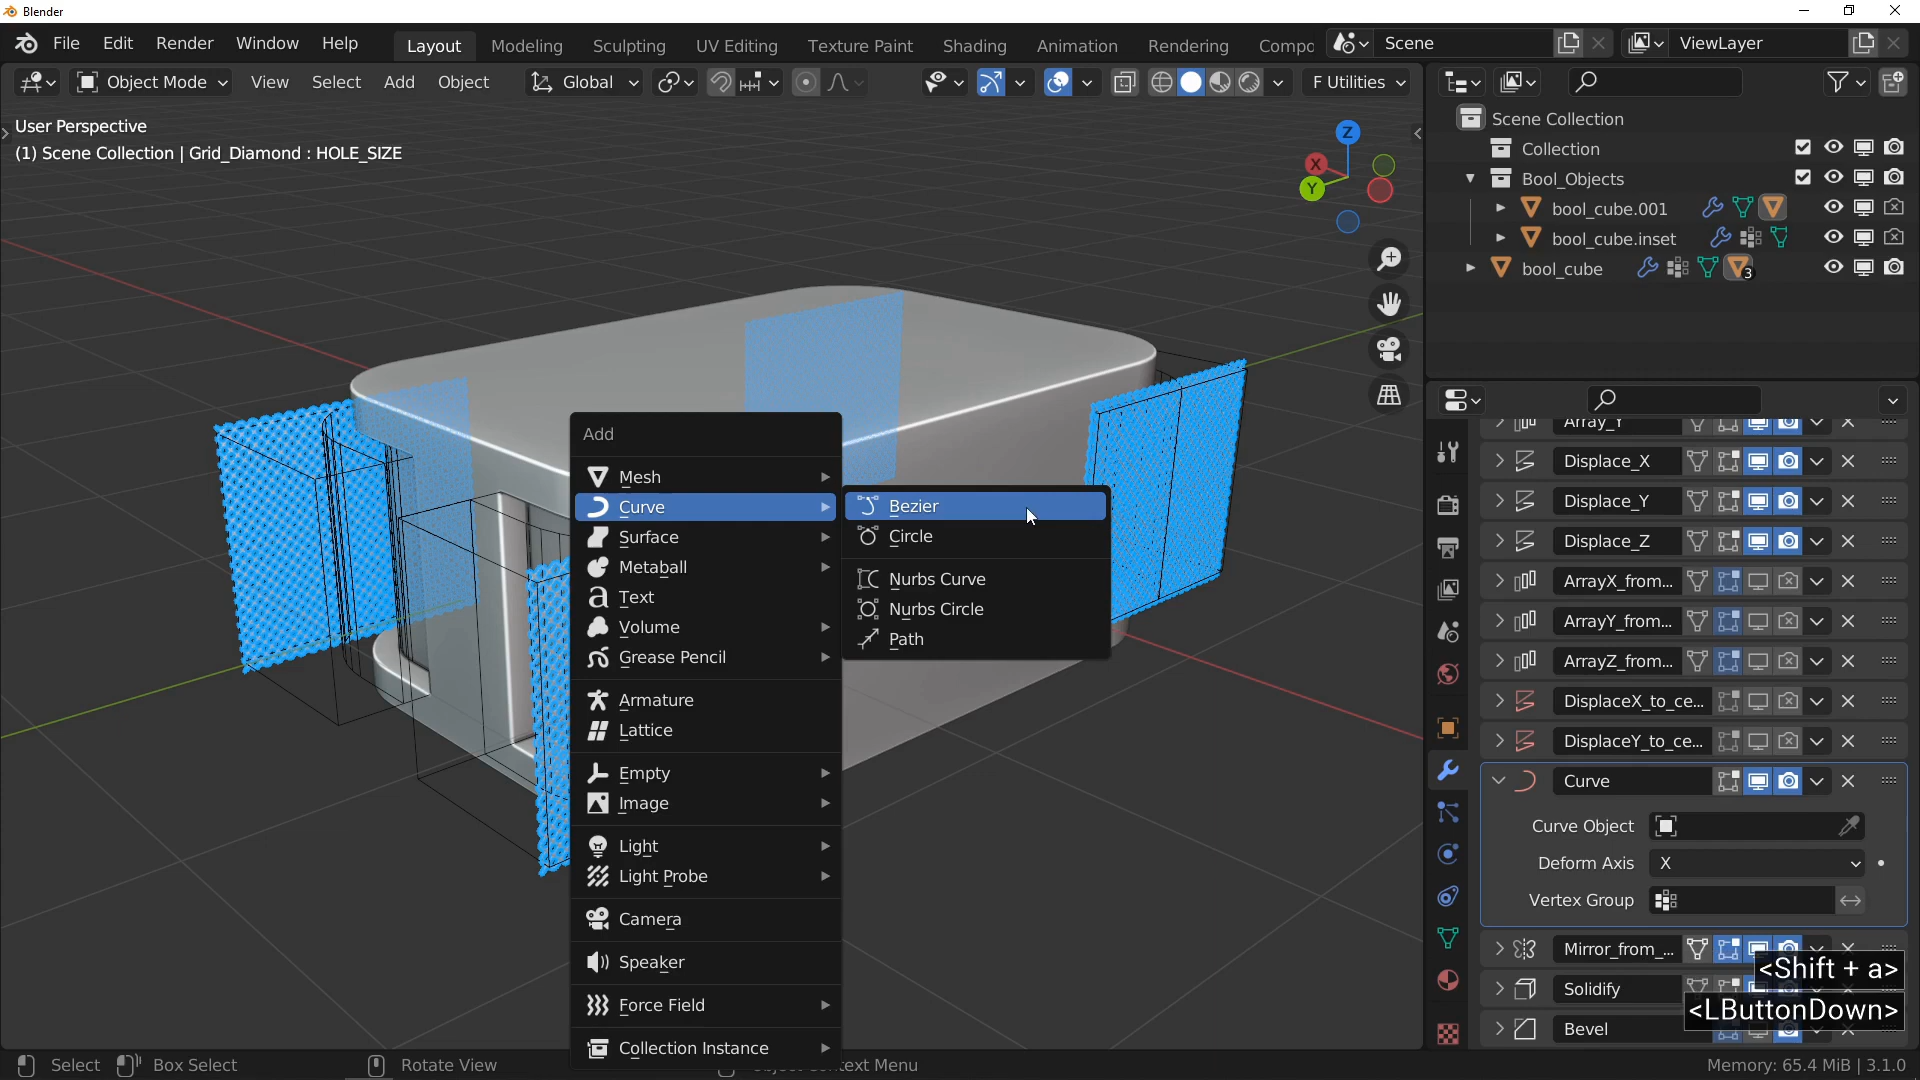 Blender
File Edit Render Window Help
Layout Modeling Sculpting UV Editing Texture Paint Shading Animation Rendering Compo
Scene
ViewLayer
Object Mode View Select Add Object
Global
F Utilities
User Perspective
(1) Scene Collection | Grid_Diamond : HOLE_SIZE
Z
X
Y
Scene Collection
Collection
Bool_Objects
bool_cube.001
bool_cube.inset
bool_cube
3
Add
Mesh
Curve
Surface
Metaball
Text
Volume
Grease Pencil
Armature
Lattice
Empty
Image
Light
Light Probe
Camera
Speaker
Force Field
Collection Instance
Bezier
Circle
Nurbs Curve
Nurbs Circle
Path
Array_Y
Displace_X
Displace_Y
Displace_Z
ArrayX_from...
ArrayY_from...
ArrayZ_from...
DisplaceX_to_ce...
DisplaceY_to_ce...
Curve
Curve Object
Deform Axis X
Vertex Group
Mirror_from_...
Solidify
Bevel
<Shift + a>
<LButtonDown>
Select
Box Select
Rotate View
Menu
Memory: 65.4 MiB | 3.1.0